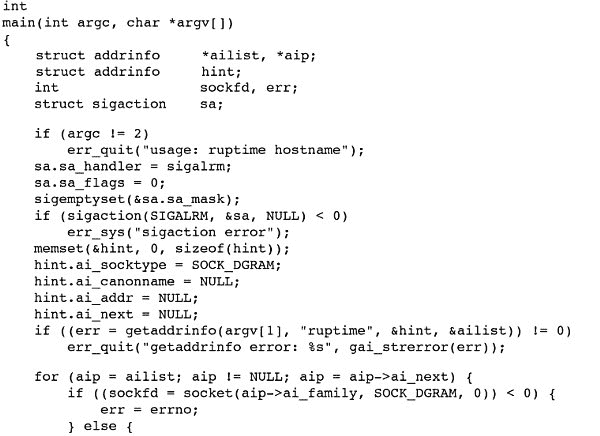 int
main(int argc, char *argv[])
{
    struct addrinfo     *ailist, *aip;
    struct addrinfo     hint;
    int                 sockfd, err;
    struct sigaction    sa;

    if (argc != 2)
        err_quit("usage: ruptime hostname");
    sa.sa_handler = sigalrm;
    sa.sa_flags = 0;
    sigemptyset(&sa.sa_mask);
    if (sigaction(SIGALRM, &sa, NULL) < 0)
        err_sys("sigaction error");
    memset(&hint, 0, sizeof(hint));
    hint.ai_socktype = SOCK_DGRAM;
    hint.ai_canonname = NULL;
    hint.ai_addr = NULL;
    hint.ai_next = NULL;
    if ((err = getaddrinfo(argv[1], "ruptime", &hint, &ailist)) != 0)
        err_quit("getaddrinfo error: %s", gai_strerror(err));

    for (aip = ailist; aip != NULL; aip = aip->ai_next) {
        if ((sockfd = socket(aip->ai_family, SOCK_DGRAM, 0)) < 0) {
            err = errno;
        } else {